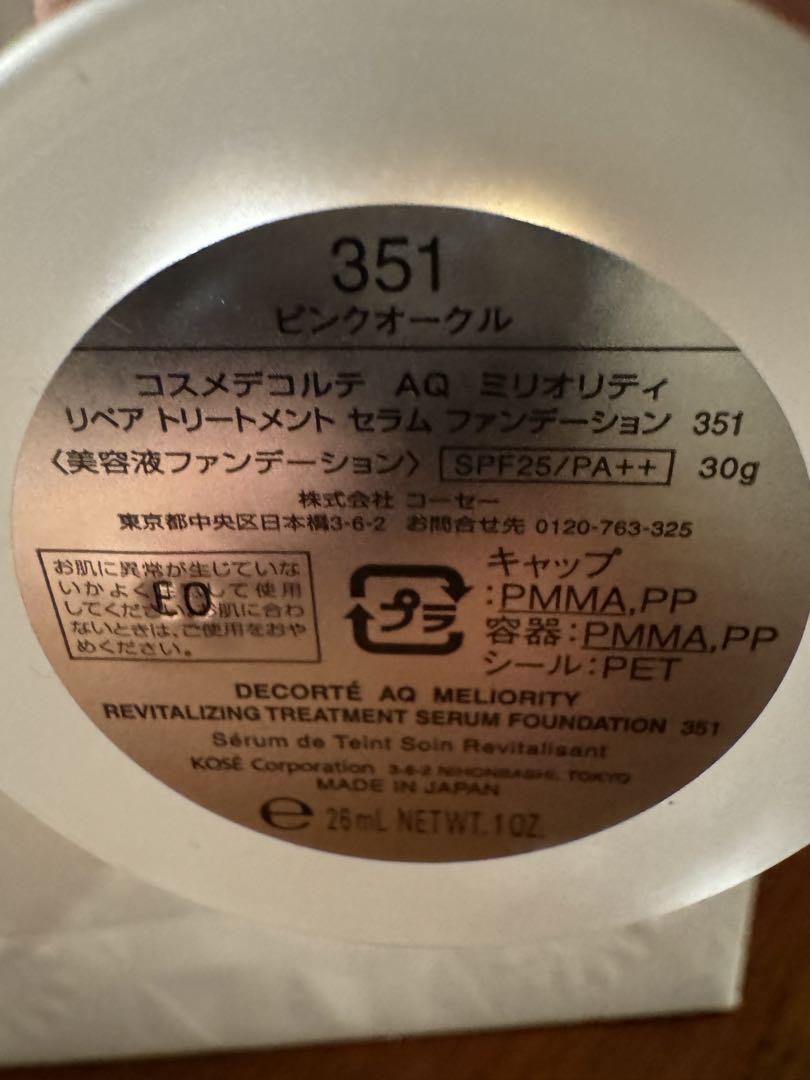 351
ピンクオークル
コスメデコルテ AQ ミリオリティ
リペア トリートメント セラム ファンデーション 351
〈美容液ファンデーション〉 SPF25/PA++ 30g
株式会社 コーセー
東京都中央区日本橋3-6-2 お問合せ先 0120-763-325
お肌に異常が生じていな
いかよく して使用
してください。お肌に合わ
ないときは、ご使用をおや
めください。
プラ
キャップ
:PMMA,PP
容器:PMMA,PP
シール:PET
DECORTÉ AQ MELIORITY
REVITALIZING TREATMENT SERUM FOUNDATION 351
Sérum de Teint Soin Revitalisant
KOSÉ Corporation 3-6-2 NIHONBASHI, TOKYO
MADE IN JAPAN
e 26mL NETWT.1OZ.